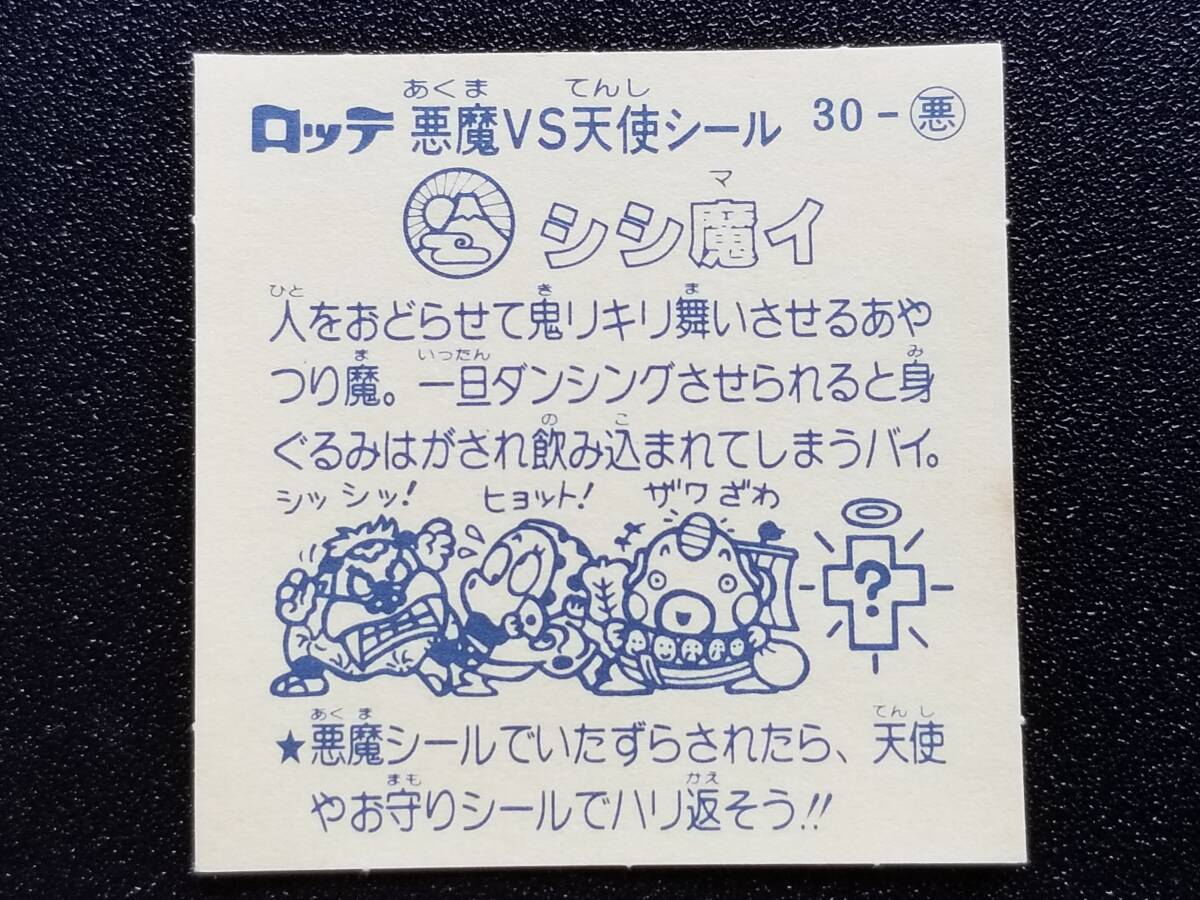 あくま てんし
ロッテ 悪魔VS天使シール 30-悪
マ
シシ魔イ
ひと き ま
人をおどらせて鬼リキリ舞いさせるあや
ま いったん み
つり魔。一旦ダンシングさせられると身
の こ
ぐるみはがされ飲み込まれてしまうバイ。
シッシッ! ヒョット! ザワざわ
?
あくま てんし
★悪魔シールでいたずらされたら、天使
まも かえ
やお守りシールでハリ返そう!!